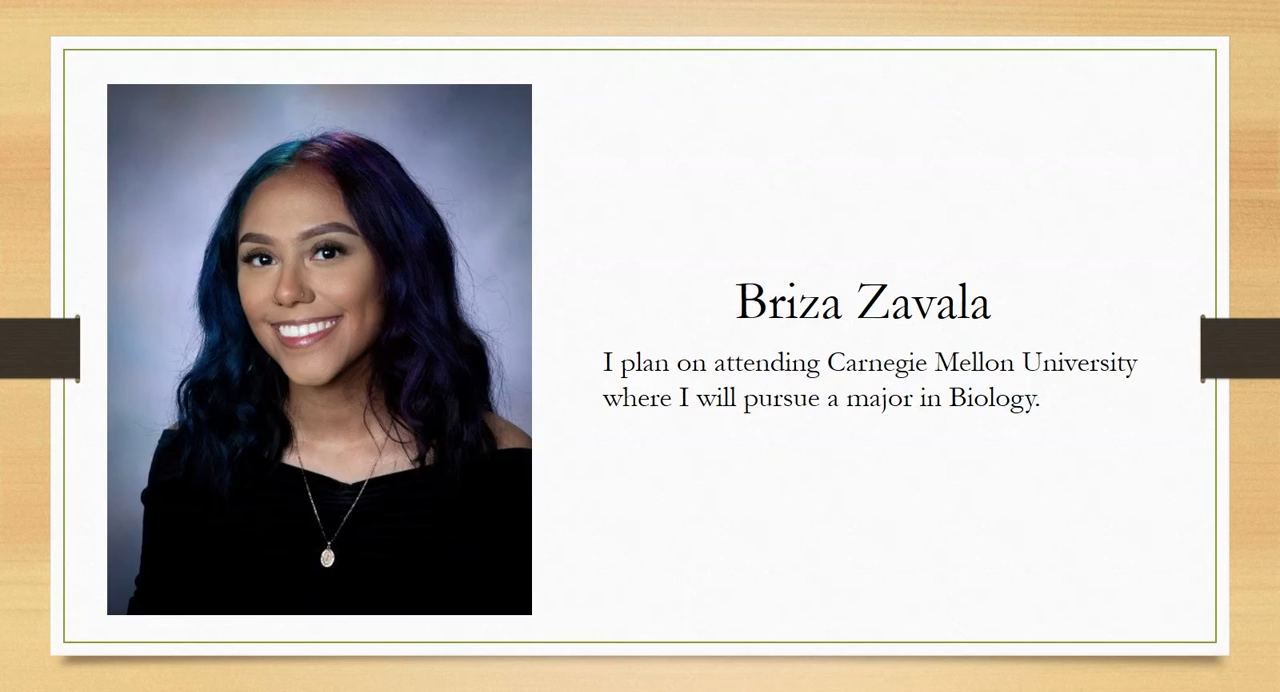 Briza Zavala
I plan on attending Carnegie Mellon University
where I will pursue a major in Biology.